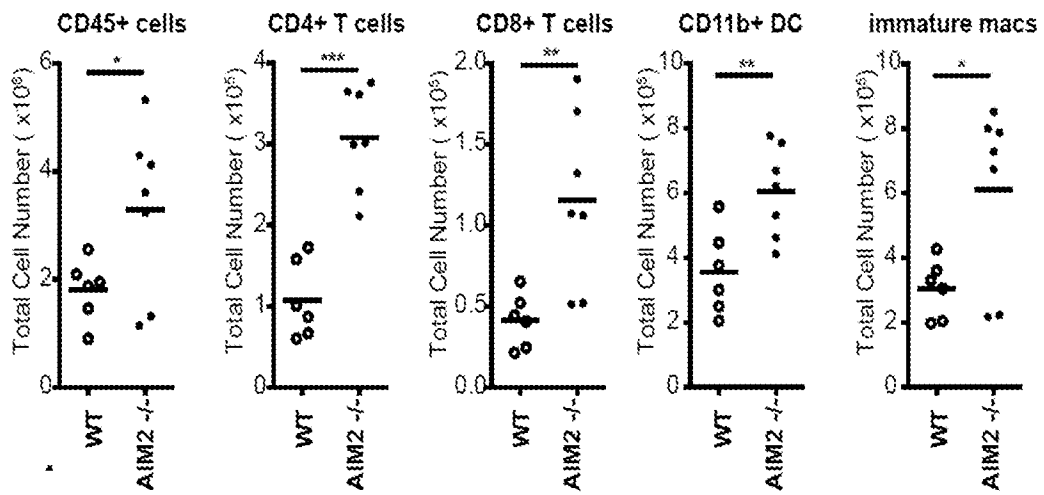 CD45+ cells
CD4+ T cells
CD8+ T cells
CD11b+ DC
immature macs
Total Cell Number ( x10⁶)
6
4
2
0
*
WT
AIM2 -/-
Total Cell Number ( x10⁵)
4
3
2
1
0
***
WT
AIM2 -/-
Total Cell Number ( x10⁵)
2.0
1.5
1.0
0.5
0.0
**
WT
AIM2 -/-
Total Cell Number ( x10⁵)
10
8
6
4
2
0
**
WT
AIM2 -/-
Total Cell Number ( x10⁵)
10
8
6
4
2
0
*
WT
AIM2 -/-